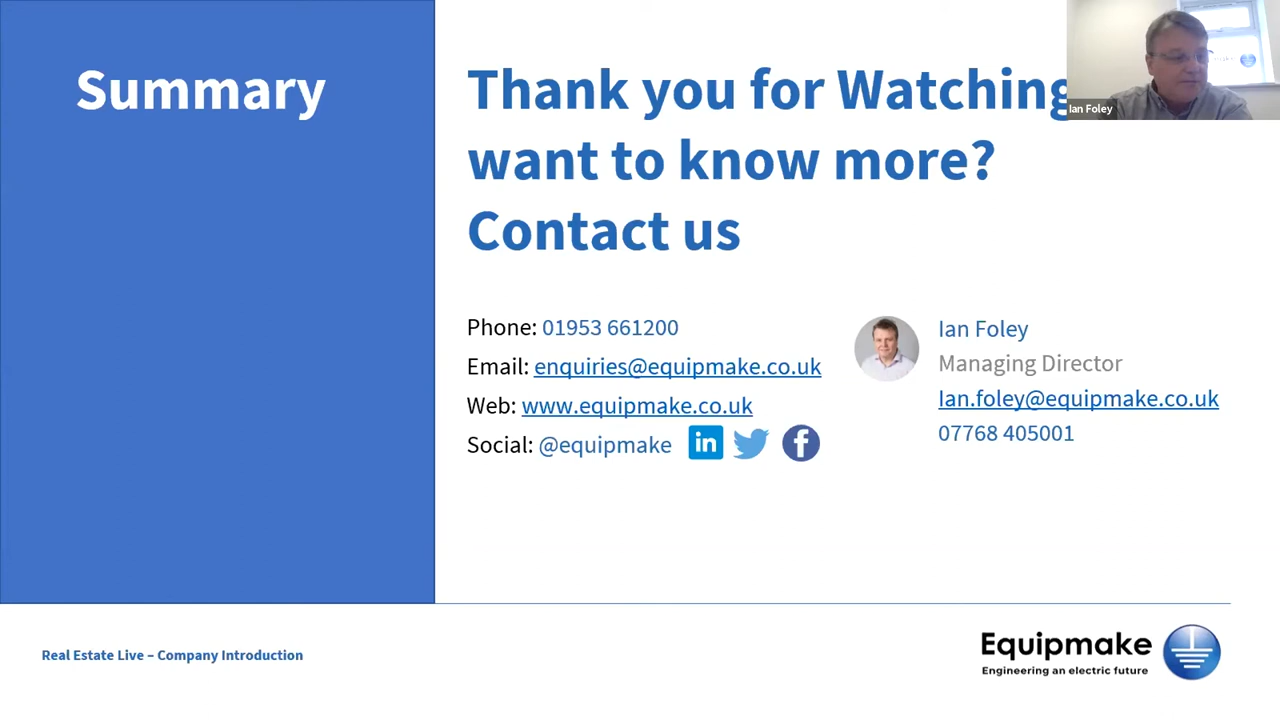 Summary
Thank you for Watching
want to know more?
Contact us
Ian Foley
Phone: 01953 661200
Email: enquiries@equipmake.co.uk
Web: www.equipmake.co.uk
Social: @equipmake
in
f
Ian Foley
Managing Director
Ian.foley@equipmake.co.uk
07768 405001
Real Estate Live – Company Introduction
Equipmake
Engineering an electric future